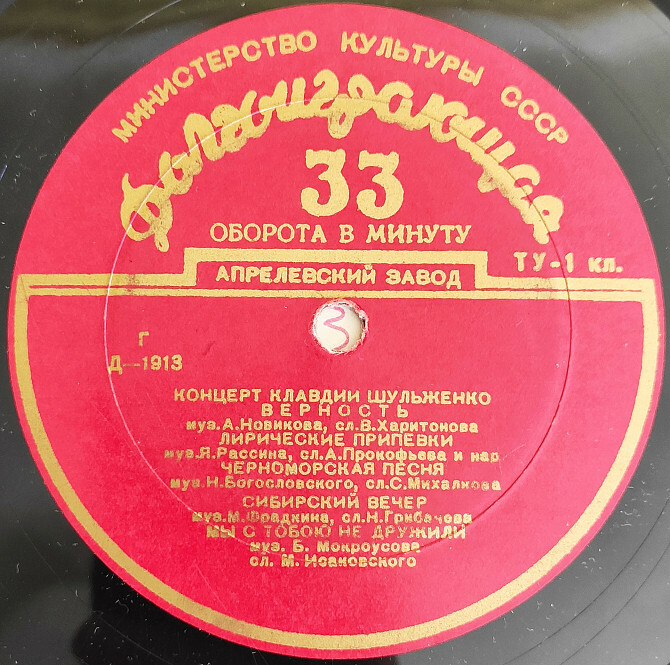 МИНИСТЕРСТВО КУЛЬТУРЫ СССР
Долгоиграющая
33
ОБОРОТА В МИНУТУ
ТУ-1 кл.
АПРЕЛЕВСКИЙ ЗАВОД
3
Г
Д—1913
КОНЦЕРТ КЛАВДИИ ШУЛЬЖЕНКО
ВЕРНОСТЬ
муз. А. Новикова, сл. В. Харитонова
ЛИРИЧЕСКИЕ ПРИПЕВКИ
муз. Я. Рассина, сл. А. Прокофьева и нар.
ЧЕРНОМОРСКАЯ ПЕСНЯ
муз. Н. Богословского, сл. С. Михалкова
СИБИРСКИЙ ВЕЧЕР
муз. М. Фрадкина, сл. Н. Грибачова
МЫ С ТОБОЮ НЕ ДРУЖИЛИ
муз. Б. Мокроусова
сл. М. Исаковского